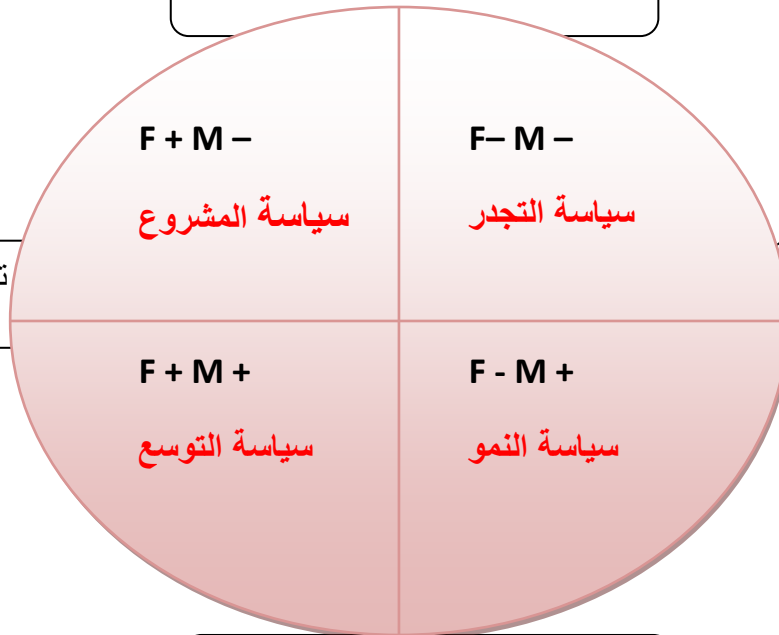 F + M –
سياسة المشروع
F– M –
سياسة التجدر
F + M +
سياسة التوسع
F - M +
سياسة النمو